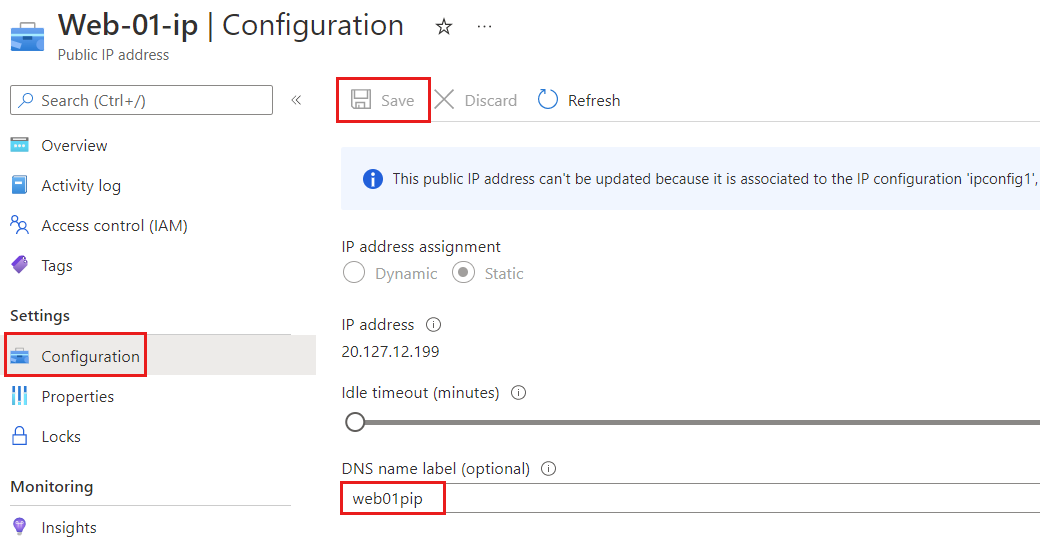 Web-01-ip | Configuration
Public IP address
Search (Ctrl+/)
Overview
Activity log
Access control (IAM)
Tags
Settings
Configuration
Properties
Locks
Monitoring
Insights
Save Discard Refresh
This public IP address can't be updated because it is associated to the IP configuration 'ipconfig1',
IP address assignment
Dynamic Static
IP address
20.127.12.199
Idle timeout (minutes)
DNS name label (optional)
web01pip